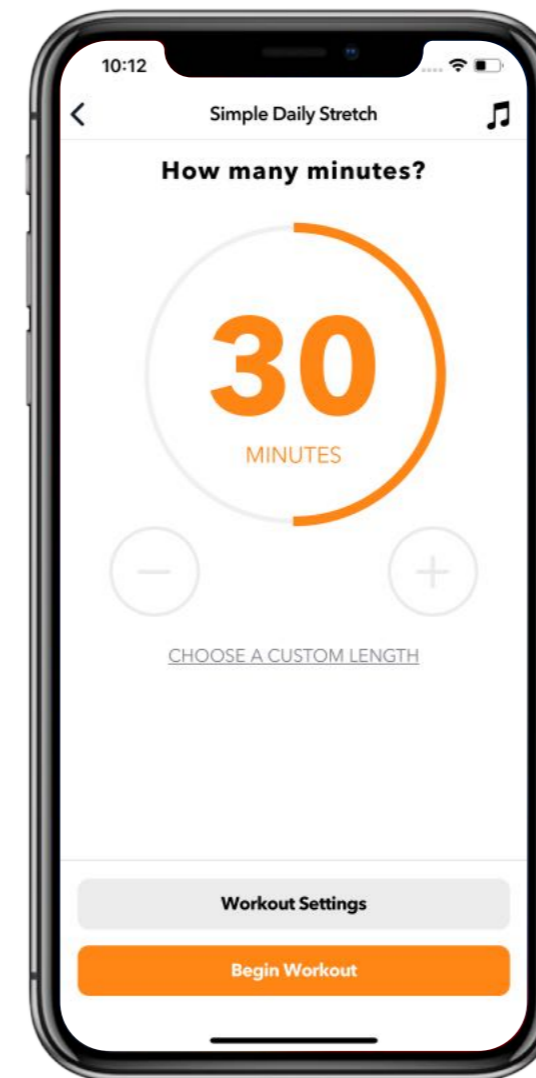 10:12
Simple Daily Stretch
How many minutes?
30
MINUTES
CHOOSE A CUSTOM LENGTH
Workout Settings
Begin Workout